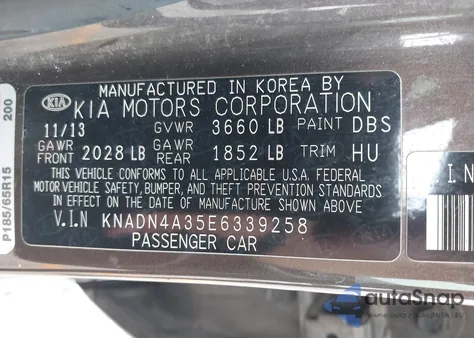 MANUFACTURED IN KOREA BY
KIA KIA MOTORS CORPORATION
11/13 GVWR 3660 LB PAINT DBS
GAWR FRONT 2028 LB GAWR REAR 1852 LB TRIM HU
THIS VEHICLE CONFORMS TO ALL APPLICABLE U.S.A. FEDERAL
MOTOR VEHICLE SAFETY, BUMPER, AND THEFT PREVENTION
STANDARDS IN EFFECT ON THE DATE OF MANUFACTURE SHOWN ABOVE
V.I.N KNADN4A35E6339258
PASSENGER CAR
P185/65R15 200
I.N
autoSnap